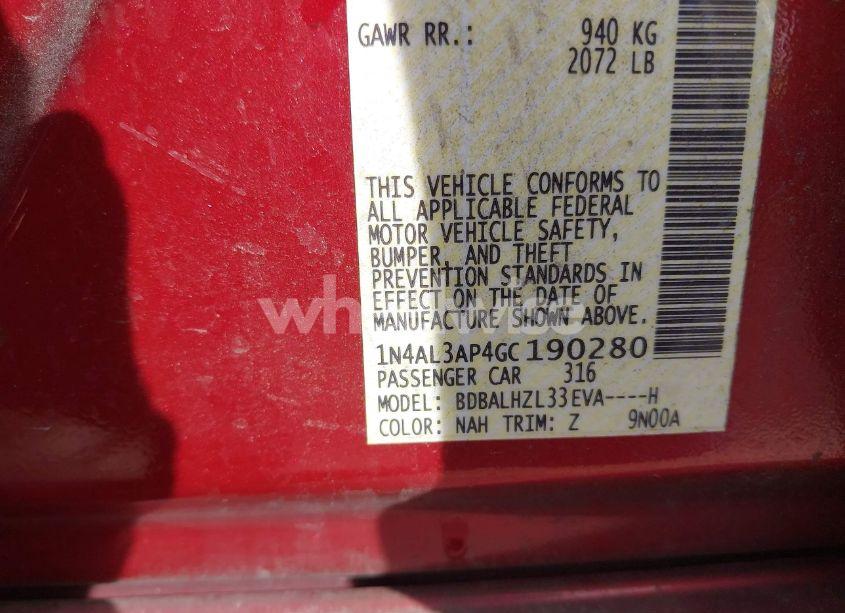 GAWR RR.: 940 KG
2072 LB
THIS VEHICLE CONFORMS TO
ALL APPLICABLE FEDERAL
MOTOR VEHICLE SAFETY,
BUMPER, AND THEFT
PREVENTION STANDARDS IN
EFFECT ON THE DATE OF
MANUFACTURE SHOWN ABOVE.
1N4AL3AP4GC190280
PASSENGER CAR 316
MODEL: BDBALHZL33EVA----H
COLOR: NAH TRIM: Z 9N00A